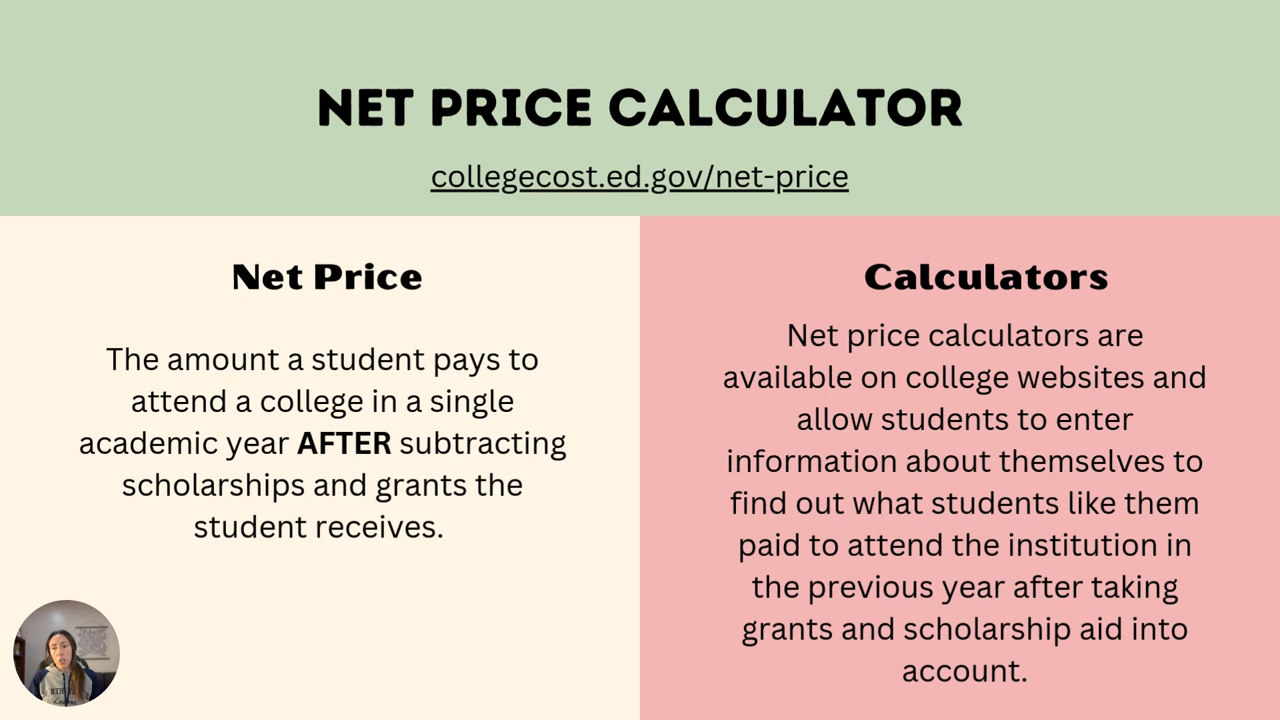 NET PRICE CALCULATOR
collegecost.ed.gov/net-price
Net Price
The amount a student pays to
attend a college in a single
academic year AFTER subtracting
scholarships and grants the
student receives.
Calculators
Net price calculators are
available on college websites and
allow students to enter
information about themselves to
find out what students like them
paid to attend the institution in
the previous year after taking
grants and scholarship aid into
account.